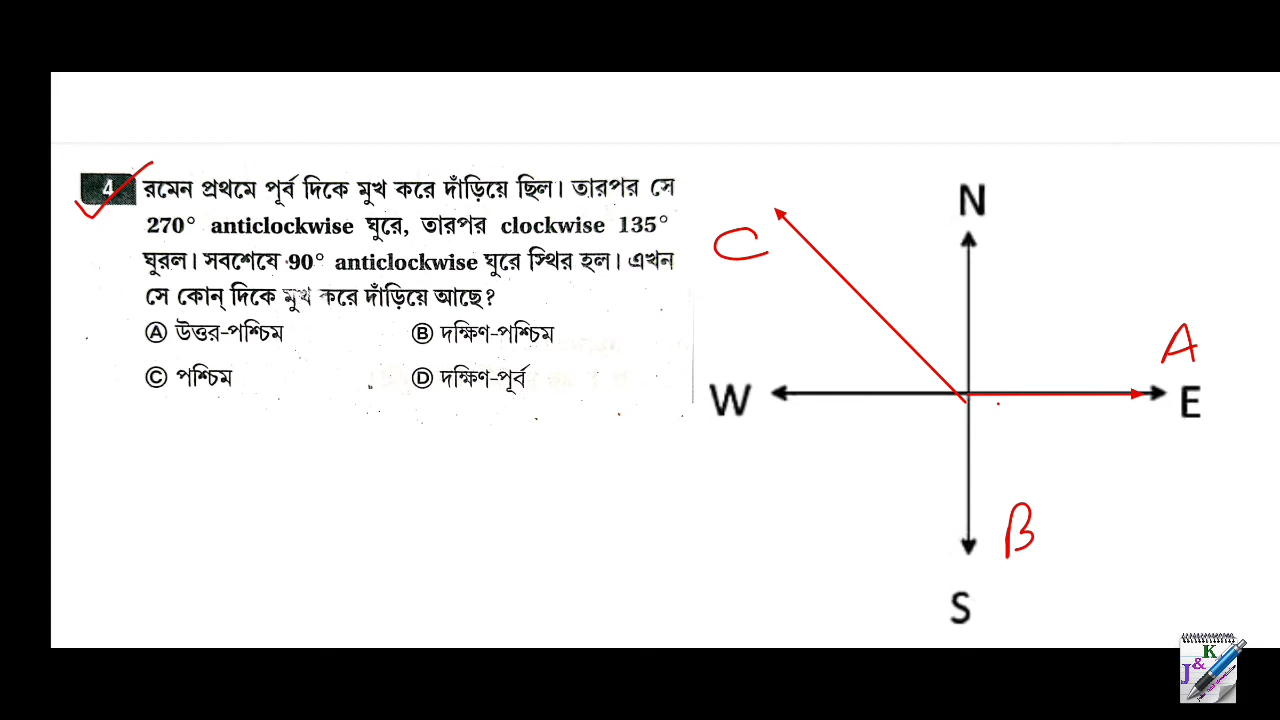 4 রমেন প্রথমে পূর্ব দিকে মুখ করে দাঁড়িয়ে ছিল। তারপর সে
270° anticlockwise ঘুরে, তারপর clockwise 135°
ঘুরল। সবশেষে 90° anticlockwise ঘুরে স্থির হল। এখন
সে কোন্ দিকে মুখ করে দাঁড়িয়ে আছে?
Ⓐ উত্তর-পশ্চিম Ⓑ দক্ষিণ-পশ্চিম
Ⓒ পশ্চিম Ⓓ দক্ষিণ-পূর্ব
N
C
A
W
E
B
S
J & K